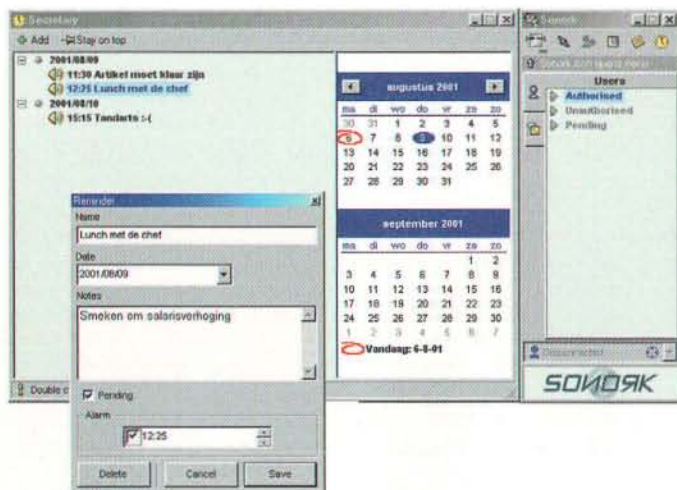 Secretary
Add Stay on top
2001/08/09
11:30 Artikel moet klaar zijn
12:25 Lunch met de chef
2001/08/10
15:15 Tandarts :-(
augustus 2001
ma di wo do vr za zo
30 31 1 2 3 4 5
6 7 8 9 10 11 12
13 14 15 16 17 18 19
20 21 22 23 24 25 26
27 28 29 30 31
september 2001
ma di wo do vr za zo
1 2
3 4 5 6 7 8 9
10 11 12 13 14 15 16
17 18 19 20 21 22 23
24 25 26 27 28 29 30
1 2 3 4 5 6 7
Vandaag: 6-8-01
Double c
Reminder
Name
Lunch met de chef
Date
2001/08/09
Notes
Smeken om salarisverhoging
Pending
Alarm
12:25
Delete Cancel Save
Sonork
Users
Authorised
Unauthorised
Pending
SONORK